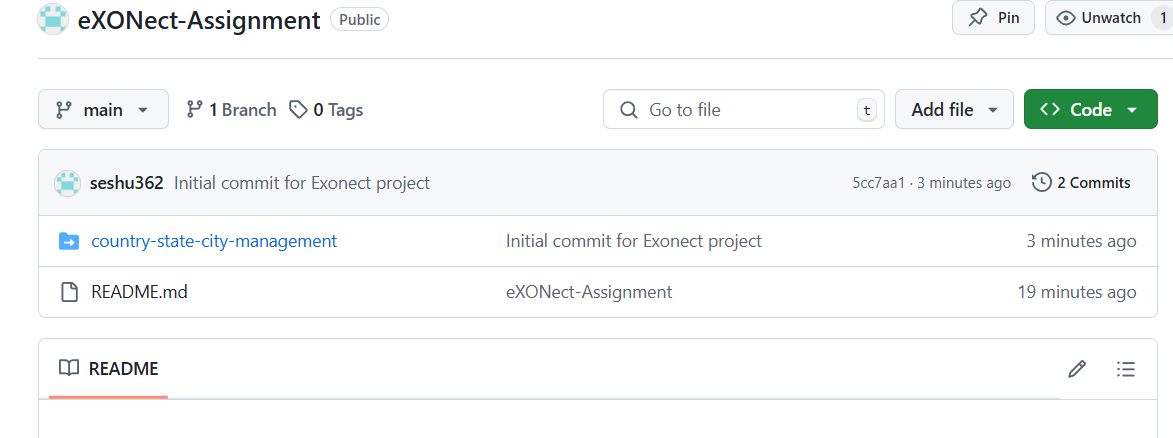 eXONect-Assignment Public Pin Unwatch 1
main 1 Branch 0 Tags Go to file t Add file Code
seshu362 Initial commit for Exonect project 5cc7aa1 · 3 minutes ago 2 Commits
country-state-city-management Initial commit for Exonect project 3 minutes ago
README.md eXONect-Assignment 19 minutes ago
README